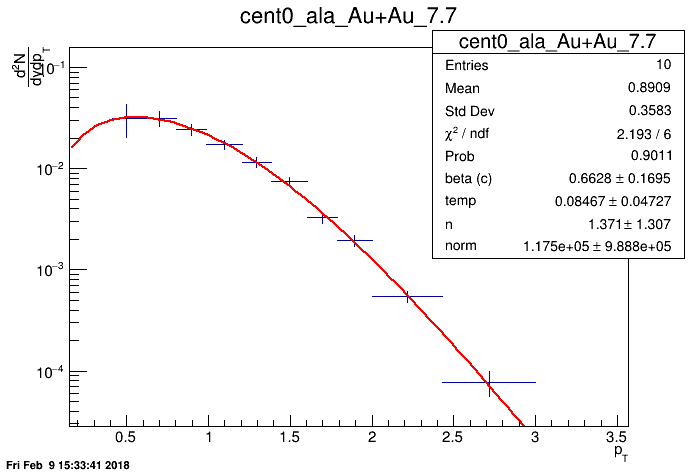 cent0_ala_Au+Au_7.7
cent0_ala_Au+Au_7.7
Entries 10
Mean 0.8909
Std Dev 0.3583
χ² / ndf 2.193 / 6
Prob 0.9011
beta (c) 0.6628 ± 0.1695
temp 0.08467 ± 0.04727
n 1.371 ± 1.307
norm 1.175e+05 ± 9.888e+05
d²N
dydp_T
10⁻¹
10⁻²
10⁻³
10⁻⁴
0.5 1 1.5 2 2.5 3 3.5
p_T
Fri Feb 9 15:33:41 2018